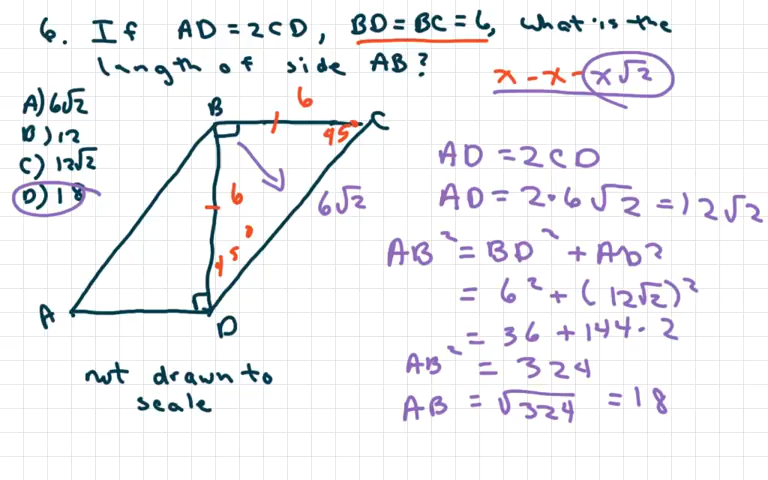 6. If AD = 2CD, BD = BC = 6, what is the
length of side AB?
x - x - x√2
A) 6√2
B) 12
C) 12√2
D) 18
B
6
C
45°
6
6√2
45°
A
D
not drawn to
scale
AD = 2CD
AD = 2·6√2 = 12√2
AB² = BD² + AD²
= 6² + (12√2)²
= 36 + 144·2
AB² = 324
AB = √324 = 18